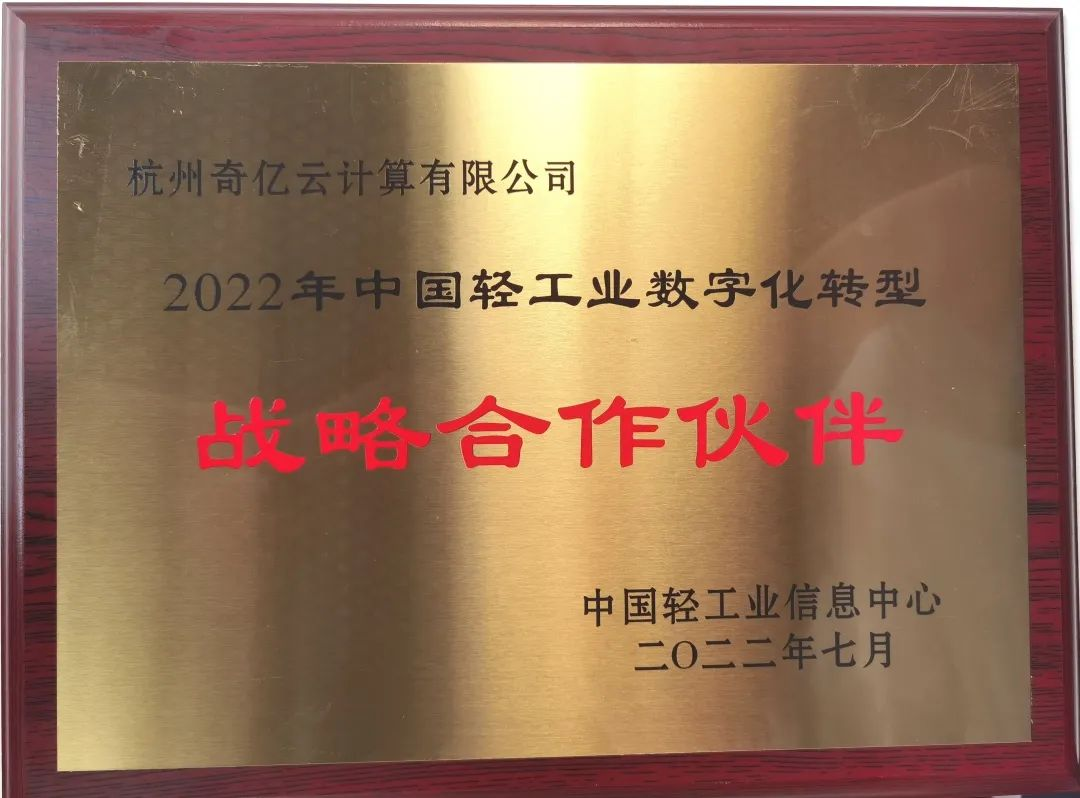 杭州奇亿云计算有限公司
2022年中国轻工业数字化转型
战略合作伙伴
中国轻工业信息中心
二〇二二年七月